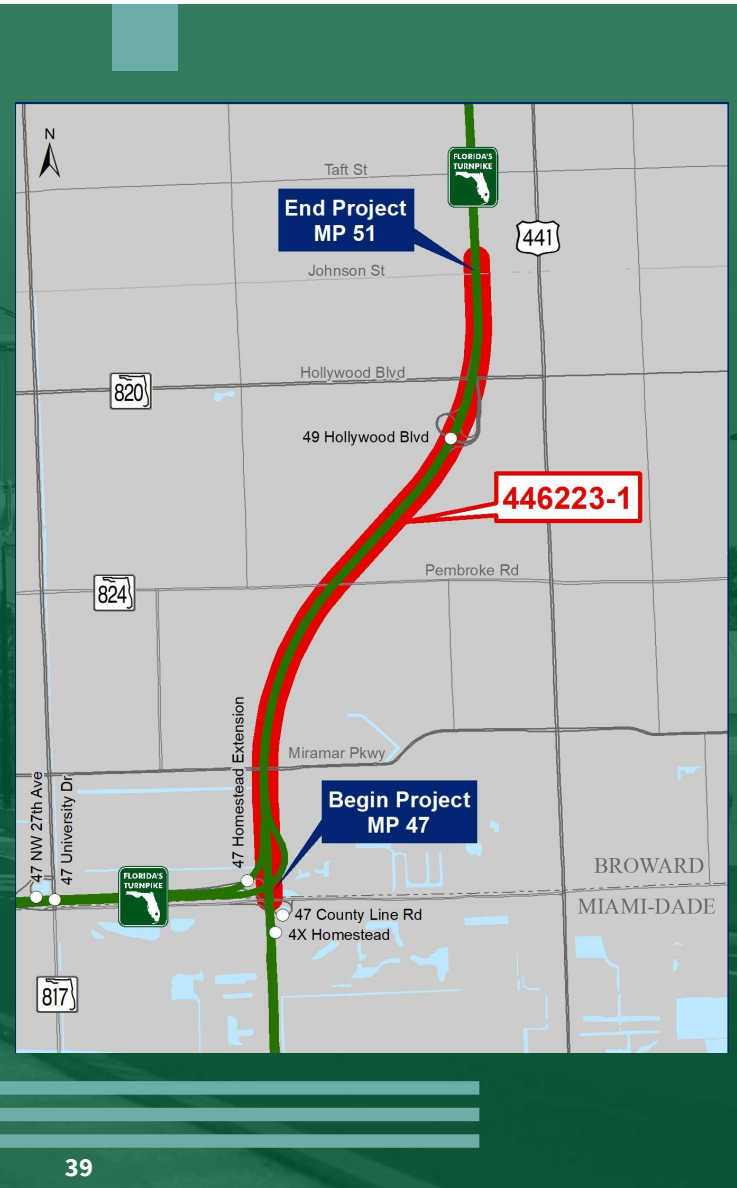 N
Taft St
FLORIDA'S
TURNPIKE
End Project
MP 51
441
Johnson St
Hollywood Blvd
820
49 Hollywood Blvd
446223-1
Pembroke Rd
824
47 Homestead Extension
Miramar Pkwy
47 NW 27th Ave
47 University Dr
Begin Project
MP 47
BROWARD
FLORIDA'S
TURNPIKE
MIAMI-DADE
47 County Line Rd
4X Homestead
817
39